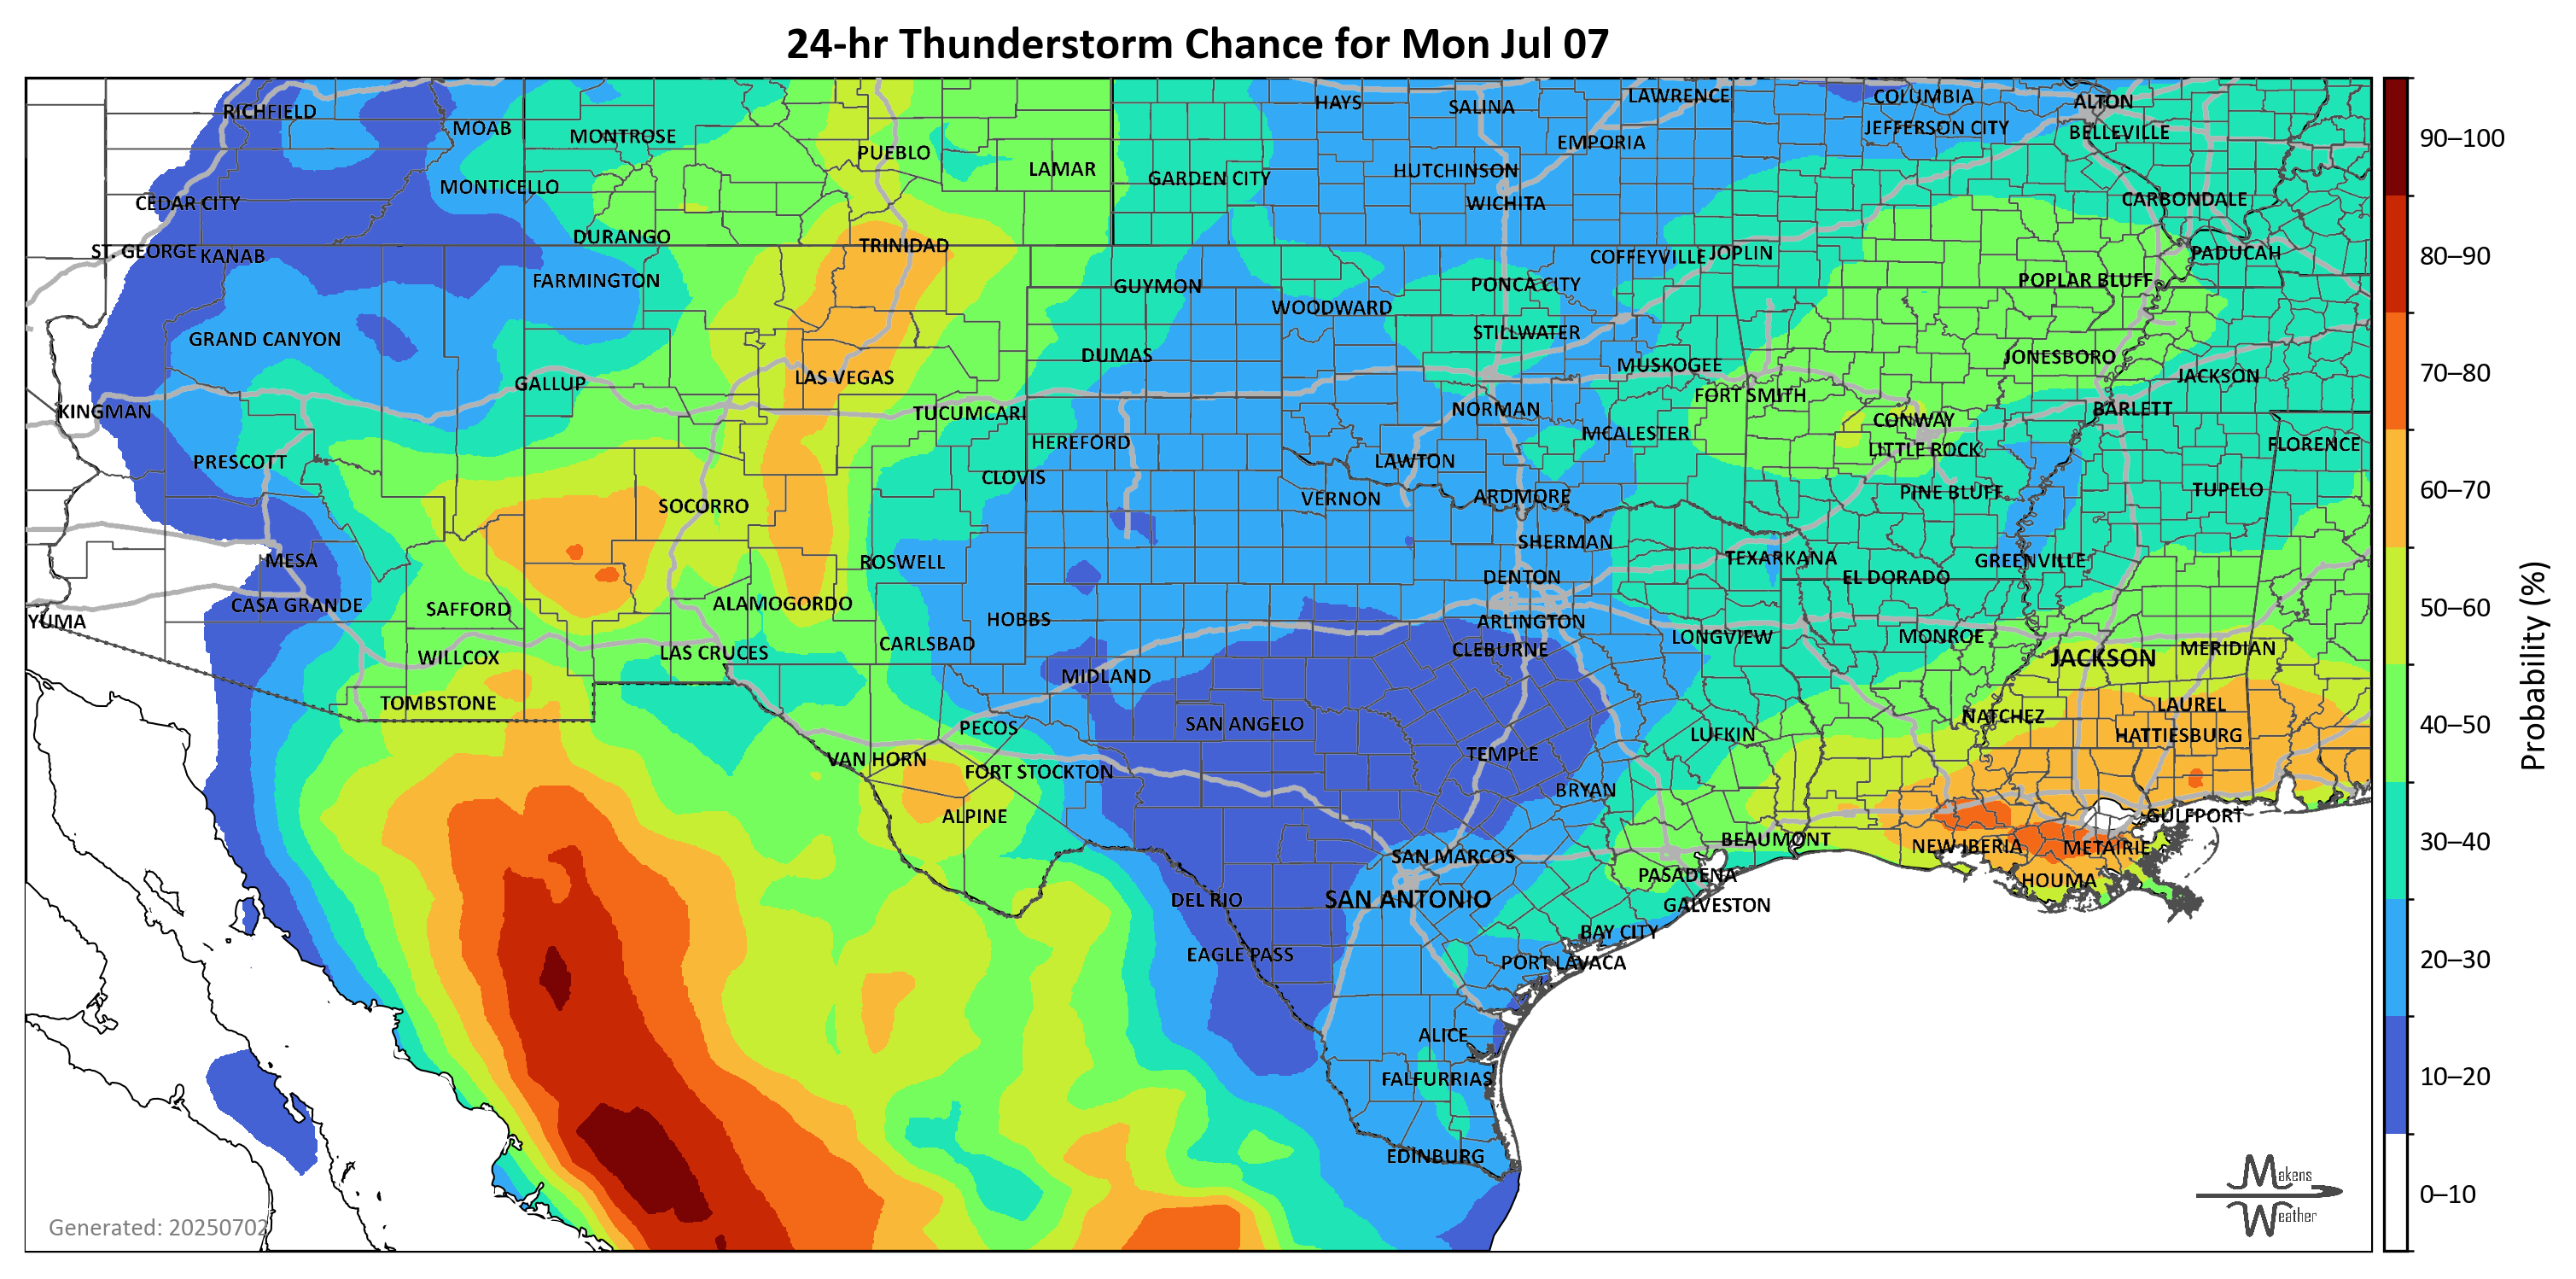 24-hr Thunderstorm Chance for Mon Jul 07
RICHFIELD
MOAB
MONTROSE
PUEBLO
LAMAR
GARDEN CITY
HAYS
SALINA
LAWRENCE
COLUMBIA
ALTON
EMPORIA
JEFFERSON CITY
BELLEVILLE
HUTCHINSON
MONTICELLO
CEDAR CITY
WICHITA
CARBONDALE
DURANGO
TRINIDAD
ST. GEORGE
KANAB
COFFEYVILLE
JOPLIN
PADUCAH
FARMINGTON
GUYMON
PONCA CITY
POPLAR BLUFF
WOODWARD
GRAND CANYON
STILLWATER
DUMAS
MUSKOGEE
JONESBORO
GALLUP
LAS VEGAS
JACKSON
FORT SMITH
KINGMAN
TUCUMCARI
NORMAN
CONWAY
BARLETT
HEREFORD
MCALESTER
LITTLE ROCK
FLORENCE
PRESCOTT
CLOVIS
LAWTON
VERNON
ARDMORE
PINE BLUFF
TUPELO
SOCORRO
MESA
ROSWELL
SHERMAN
TEXARKANA
GREENVILLE
DENTON
EL DORADO
CASA GRANDE
SAFFORD
ALAMOGORDO
YUMA
HOBBS
ARLINGTON
WILLCOX
LAS CRUCES
CARLSBAD
CLEBURNE
LONGVIEW
MONROE
JACKSON
MERIDIAN
MIDLAND
TOMBSTONE
PECOS
SAN ANGELO
NATCHEZ
LAUREL
LUFKIN
HATTIESBURG
VAN HORN
FORT STOCKTON
TEMPLE
BRYAN
ALPINE
GULFPORT
BEAUMONT
NEW IBERIA
METAIRIE
SAN MARCOS
PASADENA
HOUMA
DEL RIO
SAN ANTONIO
GALVESTON
BAY CITY
EAGLE PASS
PORT LAVACA
ALICE
FALFURRIAS
EDINBURG
Generated: 20250702
Makens
Weather
90–100
80–90
70–80
60–70
50–60
40–50
30–40
20–30
10–20
0–10
Probability (%)